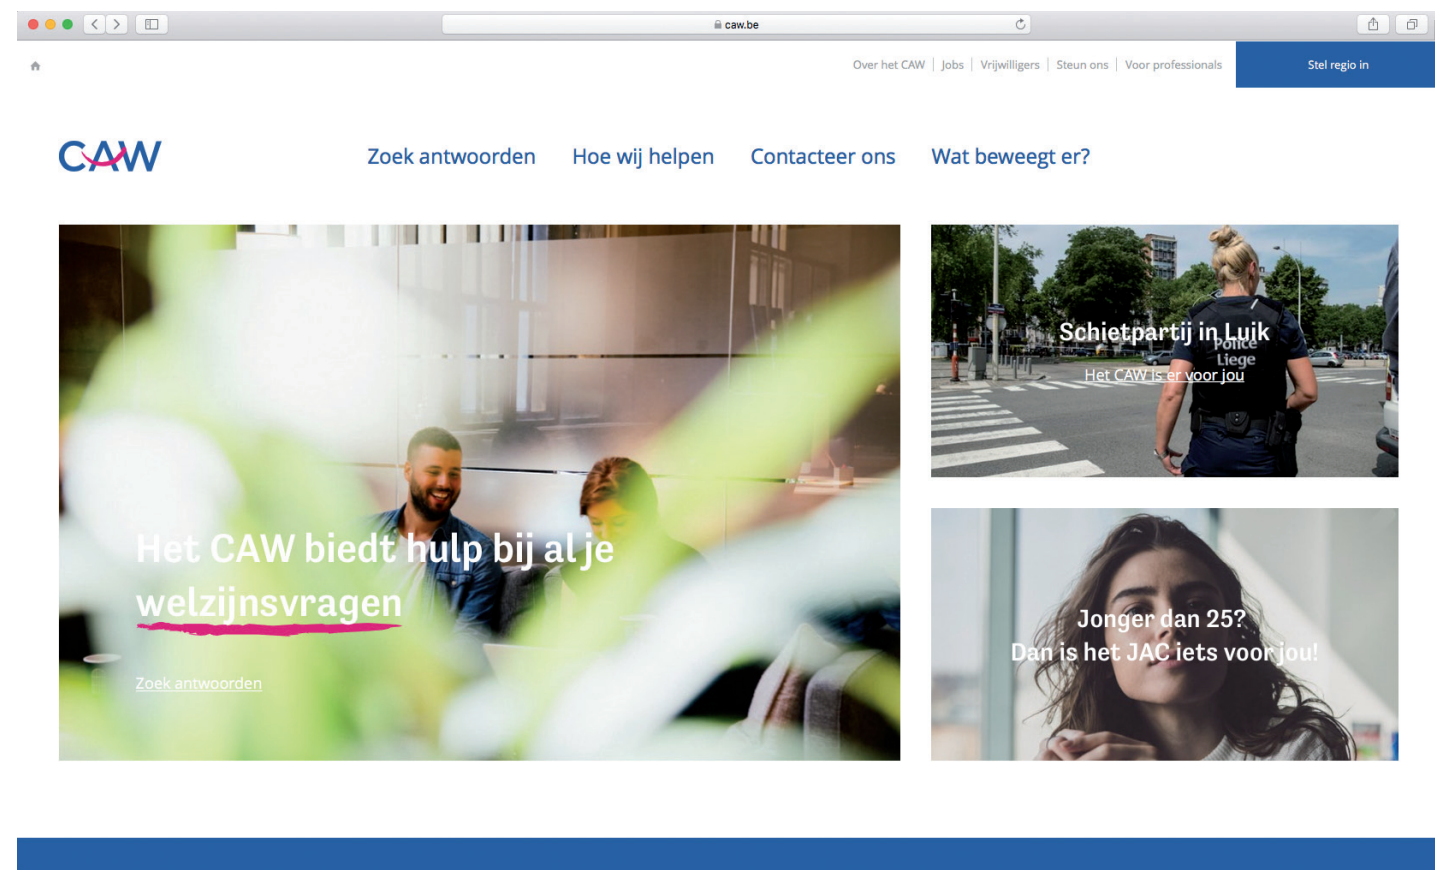 caw.be
Over het CAW | Jobs | Vrijwilligers | Steun ons | Voor professionals
Stel regio in
CAW
Zoek antwoorden
Hoe wij helpen
Contacteer ons
Wat beweegt er?
Het CAW biedt hulp bij al je
welzijnsvragen
Zoek antwoorden
Schietpartij in Luik
Police
Liege
Het CAW is er voor jou
Jonger dan 25?
Dan is het JAC iets voor jou!